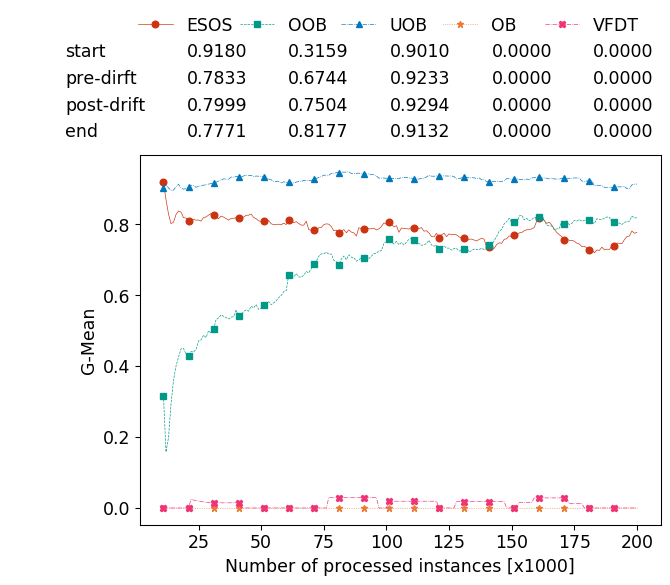 ESOS OOB UOB OB VFDT
start 0.9180 0.3159 0.9010 0.0000 0.0000
pre-dirft 0.7833 0.6744 0.9233 0.0000 0.0000
post-drift 0.7999 0.7504 0.9294 0.0000 0.0000
end 0.7771 0.8177 0.9132 0.0000 0.0000
G-Mean
0.8
0.6
0.4
0.2
0.0
25 50 75 100 125 150 175 200
Number of processed instances [x1000]